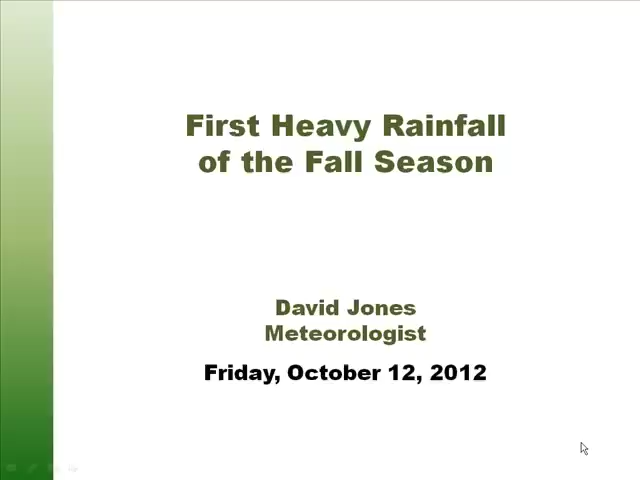 First Heavy Rainfall
of the Fall Season
David Jones
Meteorologist
Friday, October 12, 2012